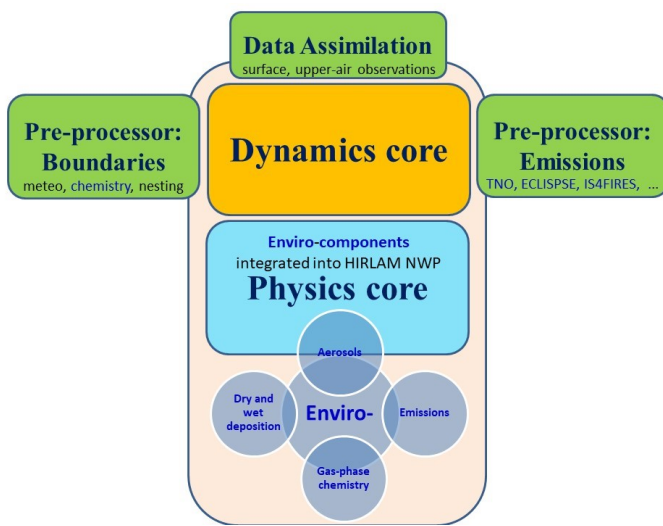 Data Assimilation
surface, upper-air observations
Pre-processor:
Boundaries
meteo, chemistry, nesting
Dynamics core
Pre-processor:
Emissions
TNO, ECLISPSE, IS4FIRES, ...
Enviro-components
integrated into HIRLAM NWP
Physics core
Aerosols
Dry and
wet
deposition
Enviro-
Emissions
Gas-phase
chemistry